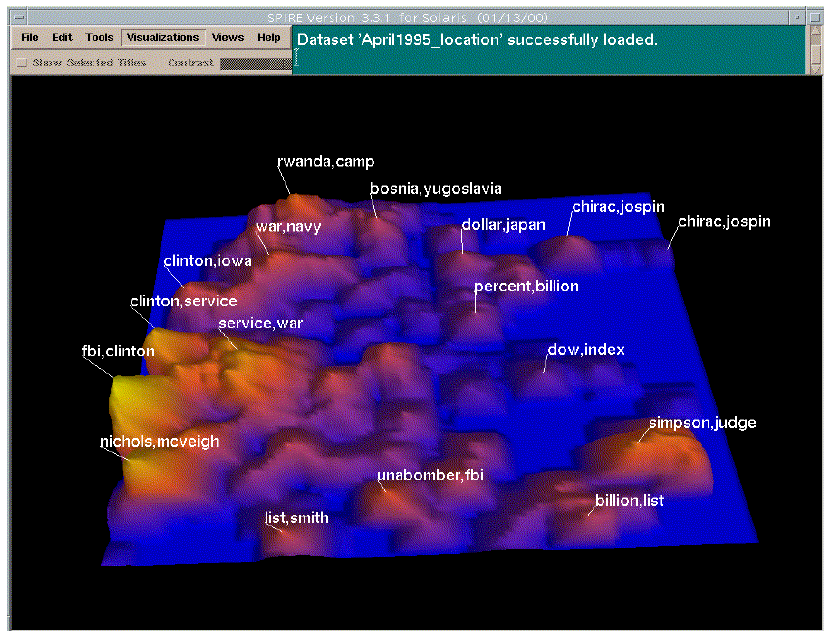 SPIRE Version 3.3.1 for Solaris (01/13/00)
File Edit Tools Visualizations Views Help
Dataset 'April1995_location' successfully loaded.
Show Selected Titles Contrast
rwanda,camp
bosnia,yugoslavia
chirac,jospin
chirac,jospin
war,navy
dollar,japan
clinton,iowa
percent,billion
clinton,service
service,war
fbi,clinton
dow,index
simpson,judge
nichols,mcveigh
unabomber,fbi
billion,list
list,smith